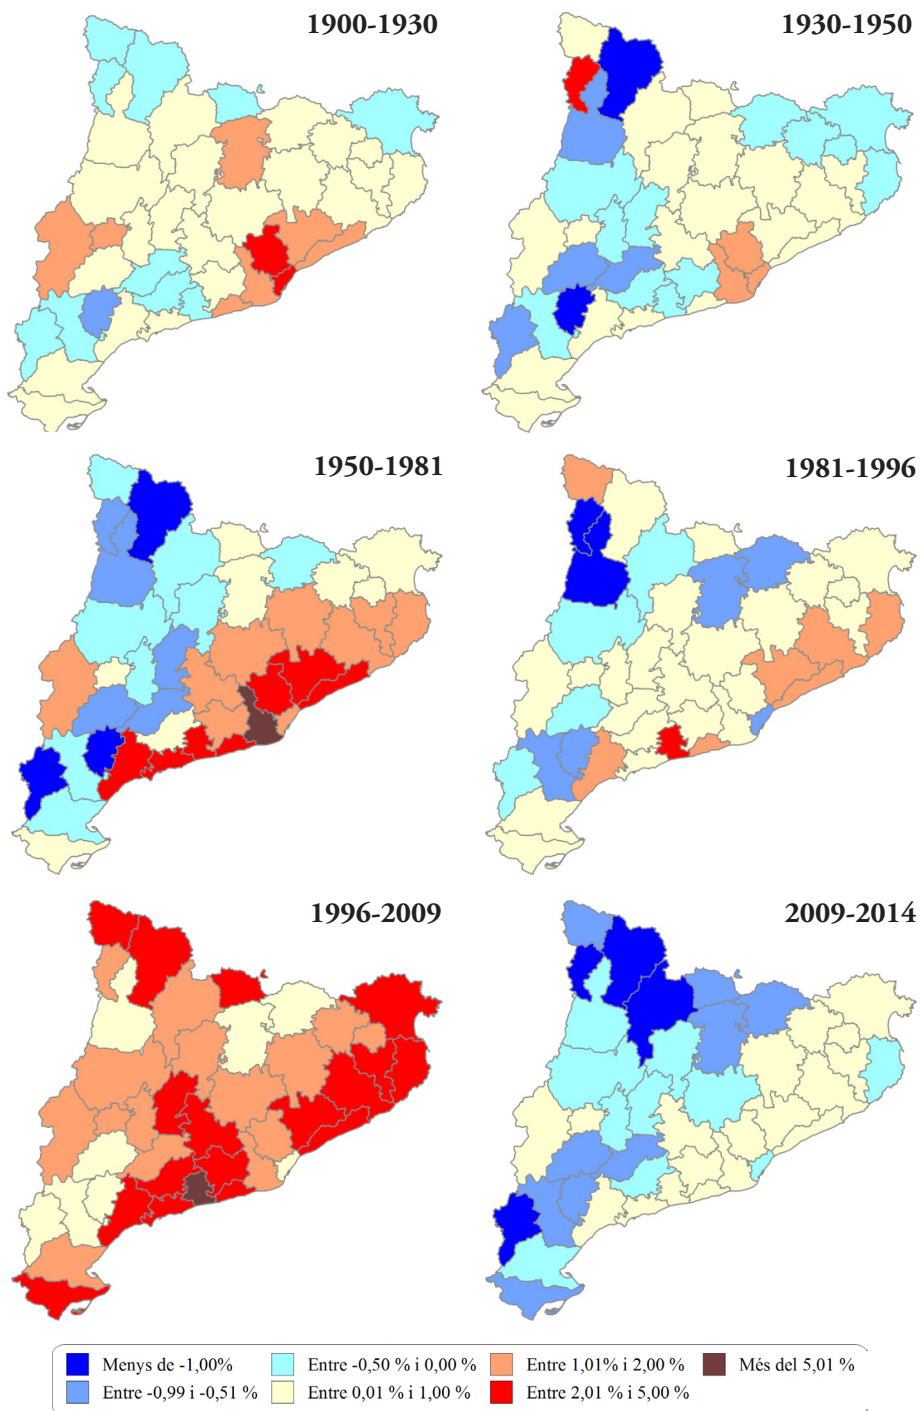 1900-1930
1930-1950
1950-1981
1981-1996
1996-2009
2009-2014
Menys de -1,00%
Entre -0,50 % i 0,00 %
Entre 1,01% i 2,00 %
Més del 5,01 %
Entre -0,99 i -0,51 %
Entre 0,01 % i 1,00 %
Entre 2,01 % i 5,00 %